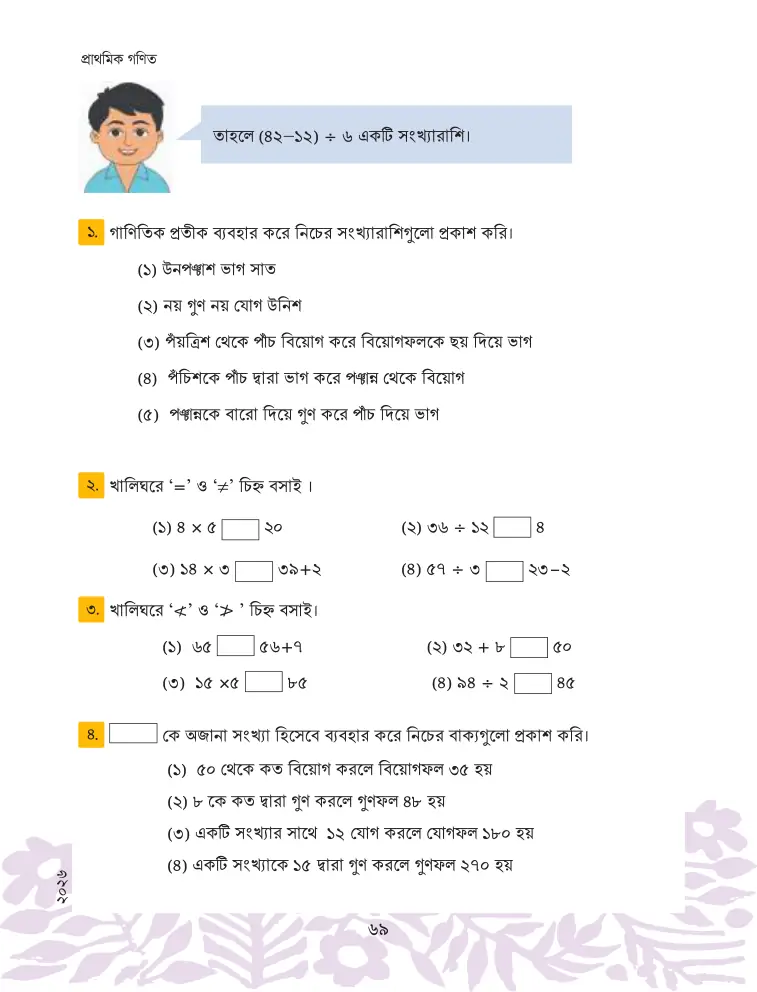 প্রাথমিক গণিত
তাহলে (৪২–১২) ÷ ৬ একটি সংখ্যারাশি।
১. গাণিতিক প্রতীক ব্যবহার করে নিচের সংখ্যারাশিগুলো প্রকাশ করি।
(১) উনপঞ্চাশ ভাগ সাত
(২) নয় গুণ নয় যোগ উনিশ
(৩) পঁয়ত্রিশ থেকে পাঁচ বিয়োগ করে বিয়োগফলকে ছয় দিয়ে ভাগ
(৪) পঁচিশকে পাঁচ দ্বারা ভাগ করে পঞ্চান্ন থেকে বিয়োগ
(৫) পঞ্চান্নকে বারো দিয়ে গুণ করে পাঁচ দিয়ে ভাগ
২. খালিঘরে ‘=’ ও ‘≠’ চিহ্ন বসাই ।
(১) ৪ × ৫ ২০ (২) ৩৬ ÷ ১২ ৪
(৩) ১৪ × ৩ ৩৯+২ (৪) ৫৭ ÷ ৩ ২৩–২
৩. খালিঘরে ‘≮’ ও ‘≯ ’ চিহ্ন বসাই।
(১) ৬৫ ৫৬+৭ (২) ৩২ + ৮ ৫০
(৩) ১৫ ×৫ ৮৫ (৪) ৯৪ ÷ ২ ৪৫
৪. কে অজানা সংখ্যা হিসেবে ব্যবহার করে নিচের বাক্যগুলো প্রকাশ করি।
(১) ৫০ থেকে কত বিয়োগ করলে বিয়োগফল ৩৫ হয়
(২) ৮ কে কত দ্বারা গুণ করলে গুণফল ৪৮ হয়
(৩) একটি সংখ্যার সাথে ১২ যোগ করলে যোগফল ১৮০ হয়
(৪) একটি সংখ্যাকে ১৫ দ্বারা গুণ করলে গুণফল ২৭০ হয়
২০২৬
৬৯